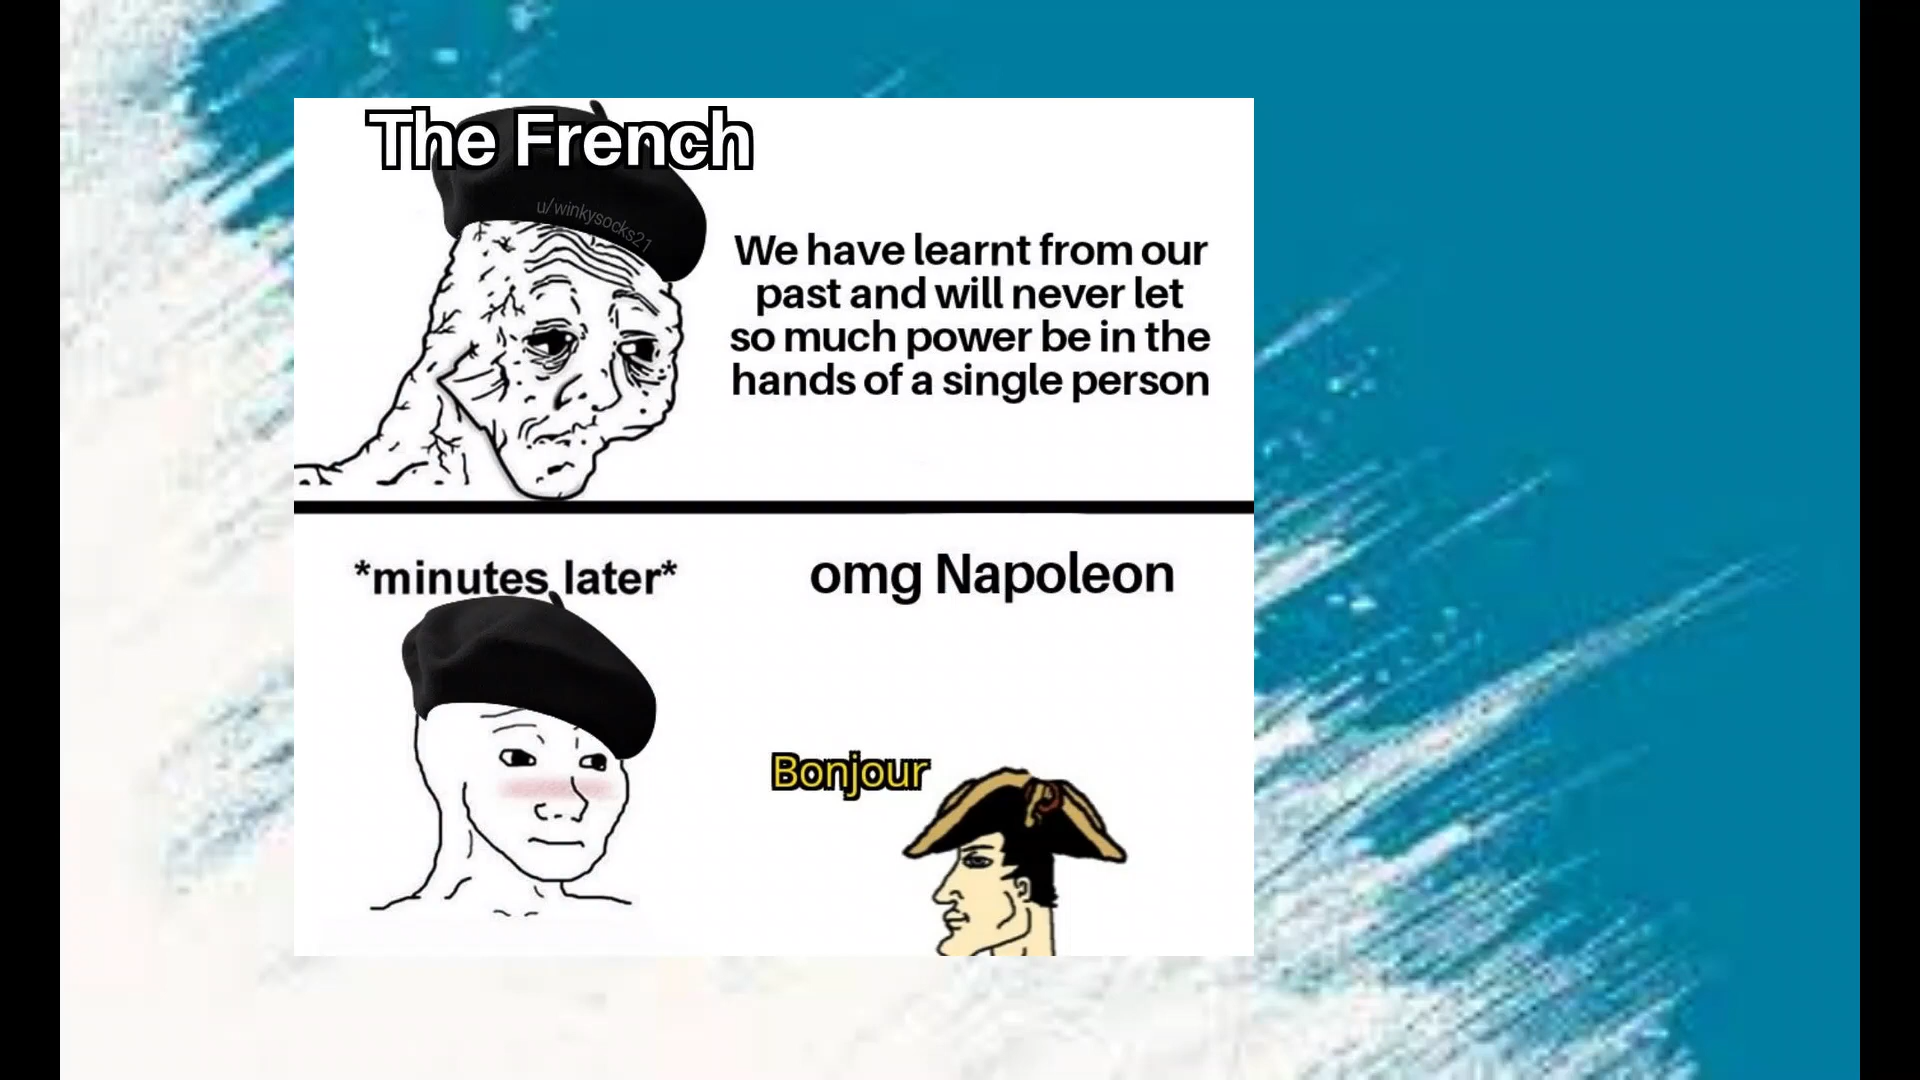 The French
u/winkysocks21
We have learnt from our
past and will never let
so much power be in the
hands of a single person
*minutes later*
omg Napoleon
Bonjour